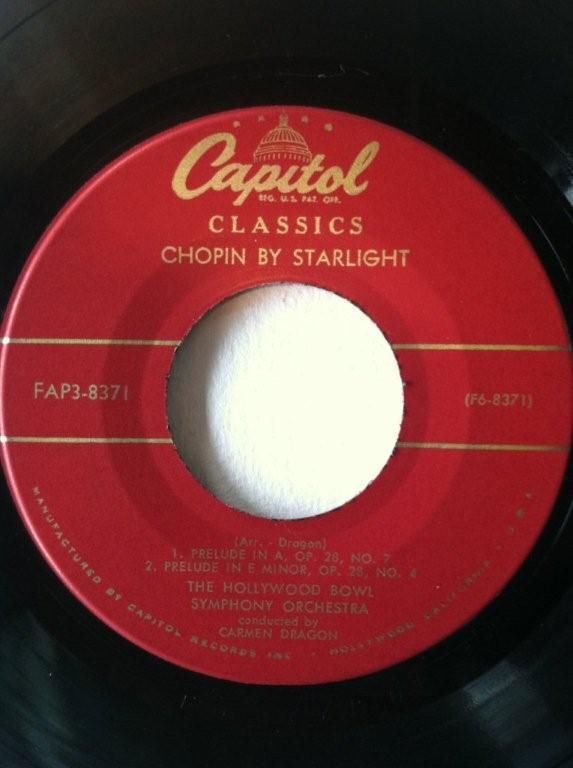 Capitol
REG. U.S. PAT. OFF.
CLASSICS
CHOPIN BY STARLIGHT
FAP3-8371
(F6-8371)
(Arr. - Dragon)
1. PRELUDE IN A, OP. 28, NO. 7
2. PRELUDE IN E MINOR, OP. 28, NO. 4
THE HOLLYWOOD BOWL
SYMPHONY ORCHESTRA
conducted by
CARMEN DRAGON
MANUFACTURED BY CAPITOL RECORDS INC • HOLLYWOOD CALIFORNIA • U.S.A.